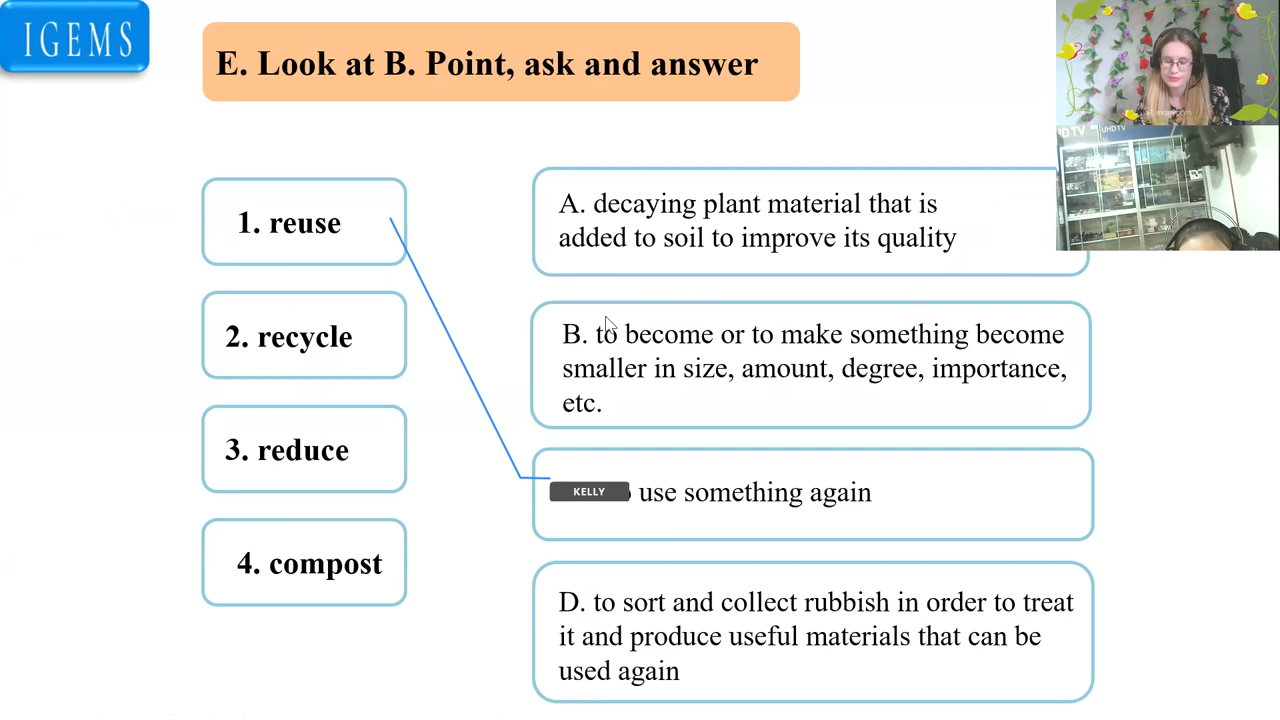 IGEMS
E. Look at B. Point, ask and answer
1. reuse
2. recycle
3. reduce
4. compost
A. decaying plant material that is
added to soil to improve its quality
B. to become or to make something become
smaller in size, amount, degree, importance,
etc.
KELLY
use something again
D. to sort and collect rubbish in order to treat
it and produce useful materials that can be
used again
UHDTV